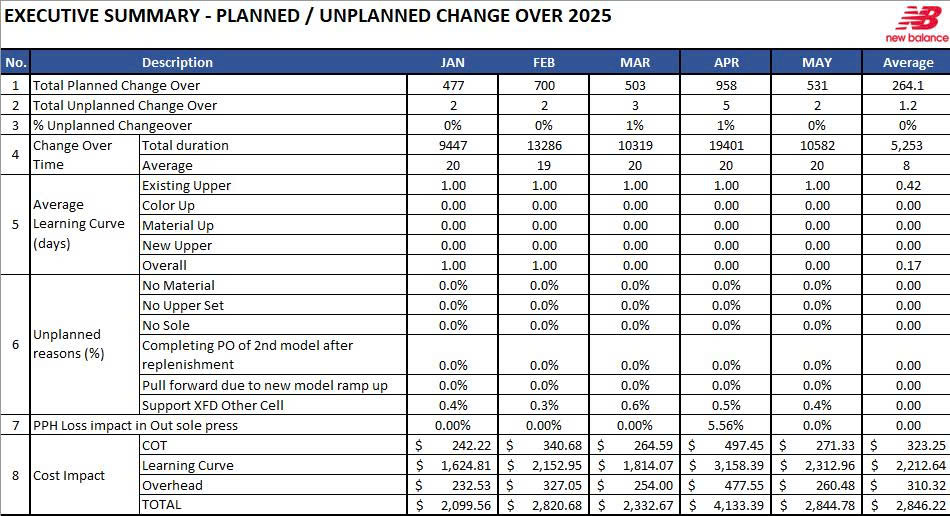 EXECUTIVE SUMMARY - PLANNED / UNPLANNED CHANGE OVER 2025
NB
new balance
No. Description JAN FEB MAR APR MAY Average
1 Total Planned Change Over 477 700 503 958 531 264.1
2 Total Unplanned Change Over 2 2 3 5 2 1.2
3 % Unplanned Changeover 0% 0% 1% 1% 0% 0%
4 Change Over Time Total duration 9447 13286 10319 19401 10582 5,253
Average 20 19 20 20 20 8
5 Average Learning Curve (days) Existing Upper 1.00 1.00 1.00 1.00 1.00 0.42
Color Up 0.00 0.00 0.00 0.00 0.00 0.00
Material Up 0.00 0.00 0.00 0.00 0.00 0.00
New Upper 0.00 0.00 0.00 0.00 0.00 0.00
Overall 1.00 1.00 0.00 0.00 0.00 0.17
6 Unplanned reasons (%) No Material 0.0% 0.0% 0.0% 0.0% 0.0% 0.00
No Upper Set 0.0% 0.0% 0.0% 0.0% 0.0% 0.00
No Sole 0.0% 0.0% 0.0% 0.0% 0.0% 0.00
Completing PO of 2nd model after
replenishment 0.0% 0.0% 0.0% 0.0% 0.0% 0.00
Pull forward due to new model ramp up 0.0% 0.0% 0.0% 0.0% 0.0% 0.00
Support XFD Other Cell 0.4% 0.3% 0.6% 0.5% 0.4% 0.00
7 PPH Loss impact in Out sole press 0.00% 0.00% 0.00% 5.56% 0.0% 0.00
8 Cost Impact COT $ 242.22 $ 340.68 $ 264.59 $ 497.45 $ 271.33 $ 323.25
Learning Curve $ 1,624.81 $ 2,152.95 $ 1,814.07 $ 3,158.39 $ 2,312.96 $ 2,212.64
Overhead $ 232.53 $ 327.05 $ 254.00 $ 477.55 $ 260.48 $ 310.32
TOTAL $ 2,099.56 $ 2,820.68 $ 2,332.67 $ 4,133.39 $ 2,844.78 $ 2,846.22